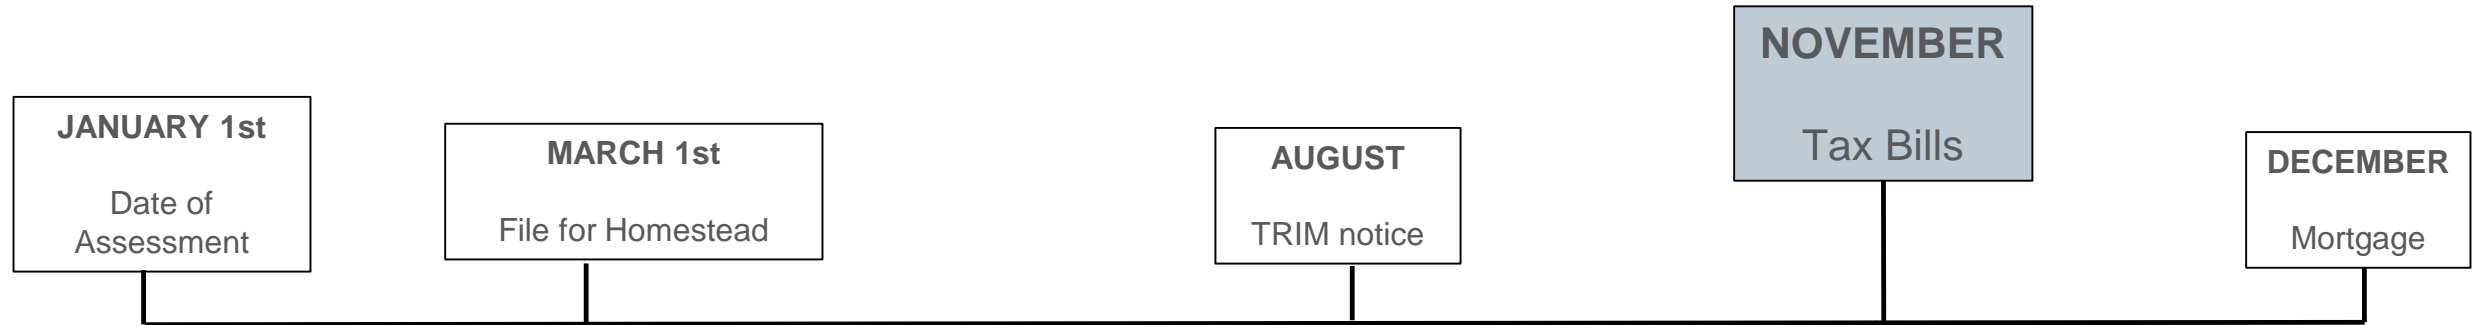 JANUARY 1st
Date of
Assessment
MARCH 1st
File for Homestead
AUGUST
TRIM notice
NOVEMBER
Tax Bills
DECEMBER
Mortgage